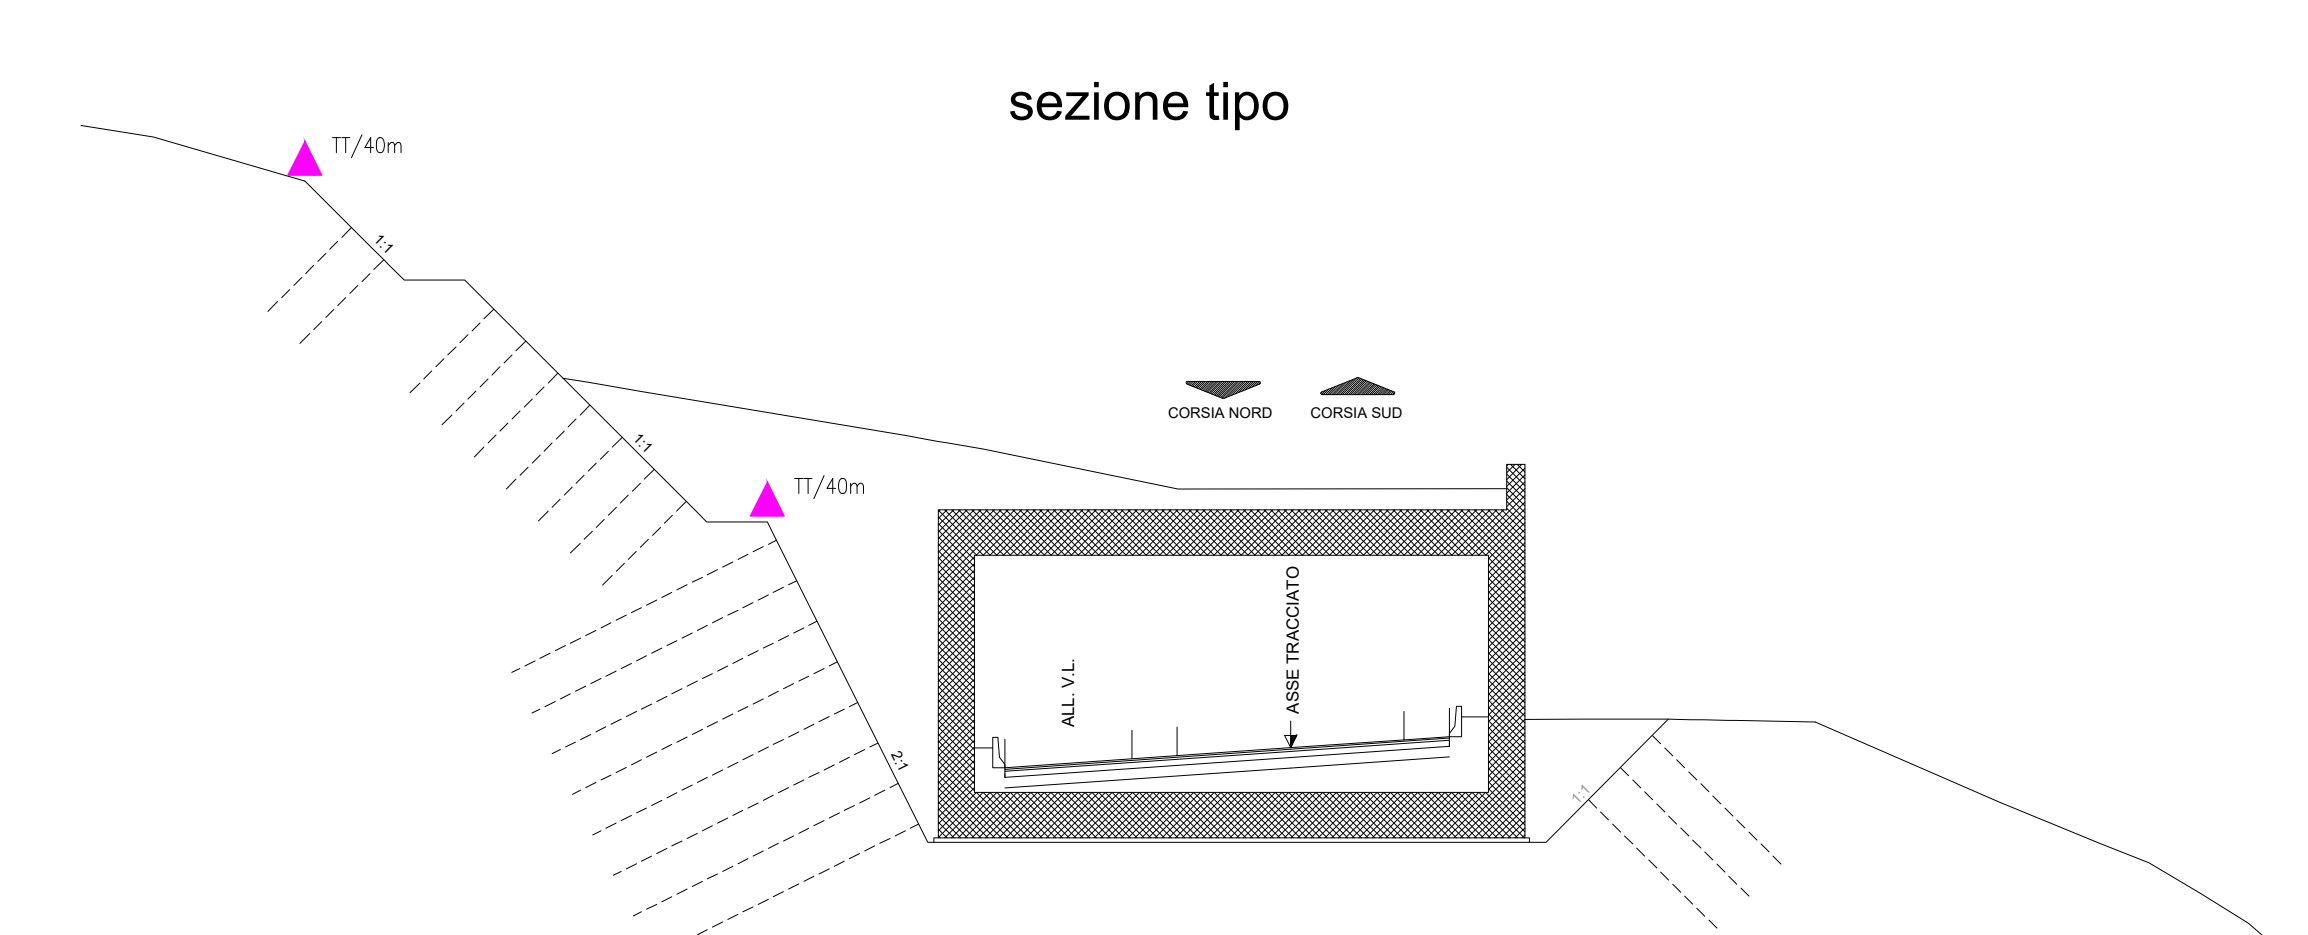 sezione tipo
TT/40m
1:1
CORSIA NORD
CORSIA SUD
1:1
TT/40m
ASSE TRACCIATO
ALL. V.L.
2:1
1:1